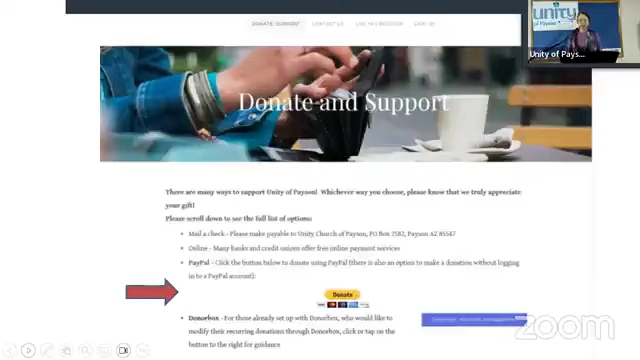 DONATE / SUPPORT
CONTACT US
LOG IN / REGISTER
unity
of Payson
Unity of Pays...
Donate and Support
There are many ways to support Unity of Payson! Whichever way you choose, please know that we truly appreciate
your gift!
Please scroll down to see the full list of options:
Mail a check - Please make payable to Unity Church of Payson, PO Box 2582, Payson AZ 85547
Online - Many banks and credit unions offer free online payment services
PayPal - Click the button below to donate using PayPal (there is also an option to make a donation without logging
in to a PayPal account):
Donate
Donorbox - For those already set up with Donorbox, who would like to
modify their recurring donations through Donorbox, click or tap on the
button to the right for guidance
zoom